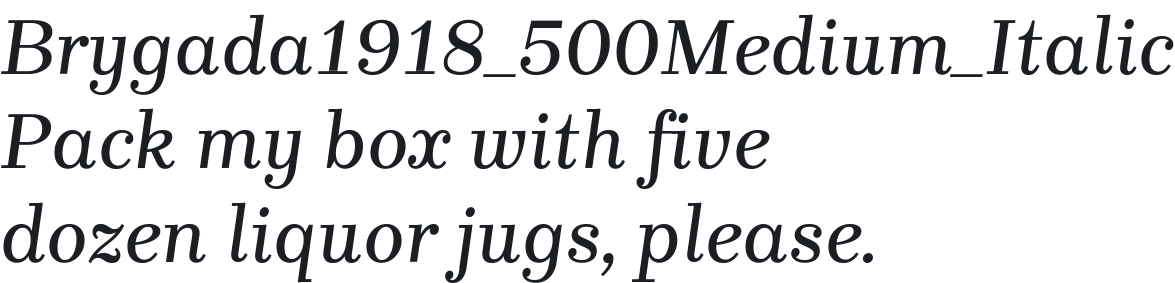 Brygada1918_500Medium_Italic
Pack my box with five
dozen liquor jugs, please.